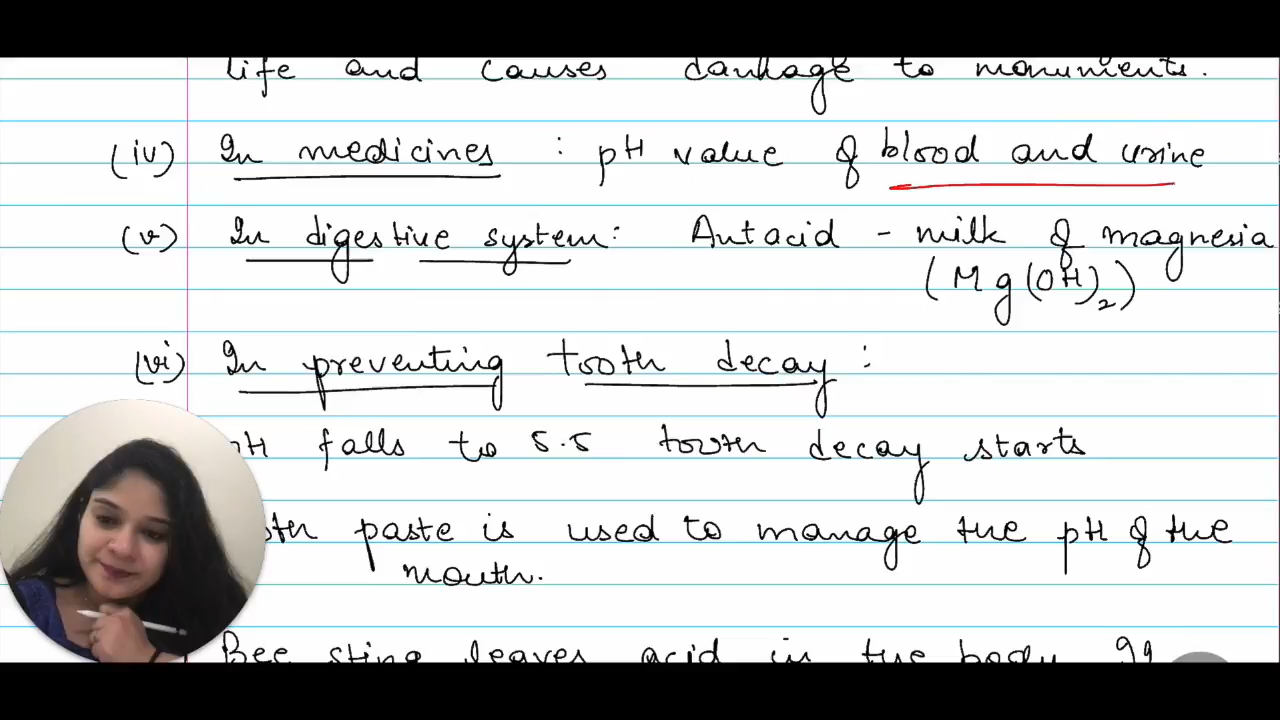 life and causes damage to monuments.
(iv) In medicines : pH value of blood and urine
(v) In digestive system: Antacid - milk of magnesia
(Mg(OH)₂)
(vi) In preventing tooth decay :
falls to 5.5 tooth decay starts
paste is used to manage the pH of the
mouth.
Bee sting leaves acid in the body